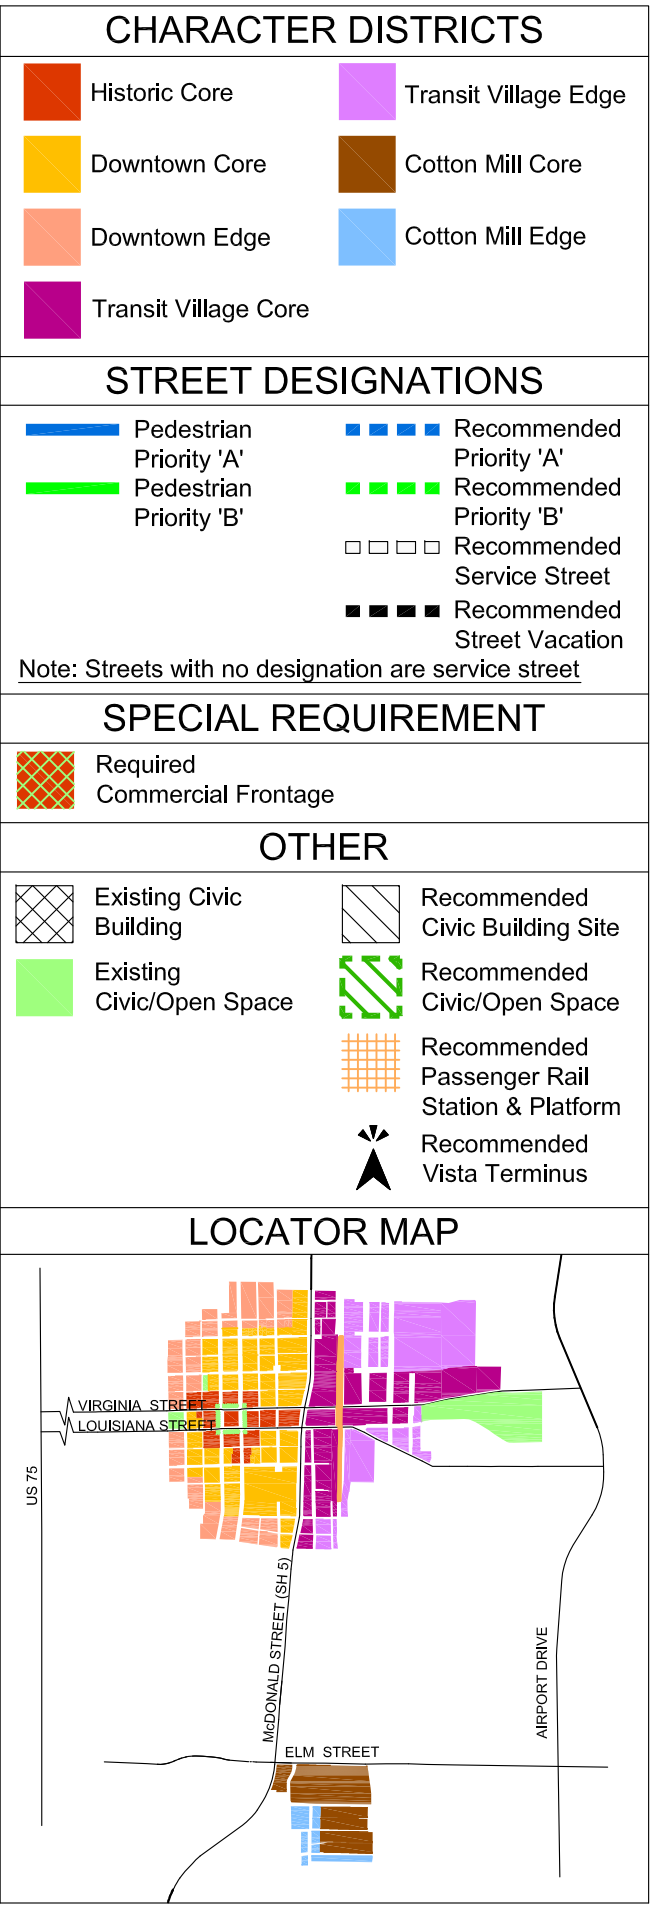 CHARACTER DISTRICTS
Historic Core
Downtown Core
Downtown Edge
Transit Village Core
Transit Village Edge
Cotton Mill Core
Cotton Mill Edge
STREET DESIGNATIONS
Pedestrian
Priority 'A'
Pedestrian
Priority 'B'
Recommended
Priority 'A'
Recommended
Priority 'B'
Recommended
Service Street
Recommended
Street Vacation
Note: Streets with no designation are service street
SPECIAL REQUIREMENT
Required
Commercial Frontage
OTHER
Existing Civic
Building
Existing
Civic/Open Space
Recommended
Civic Building Site
Recommended
Civic/Open Space
Recommended
Passenger Rail
Station & Platform
Recommended
Vista Terminus
LOCATOR MAP
VIRGINIA STREET
LOUISIANA STREET
US 75
McDONALD STREET (SH 5)
AIRPORT DRIVE
ELM STREET